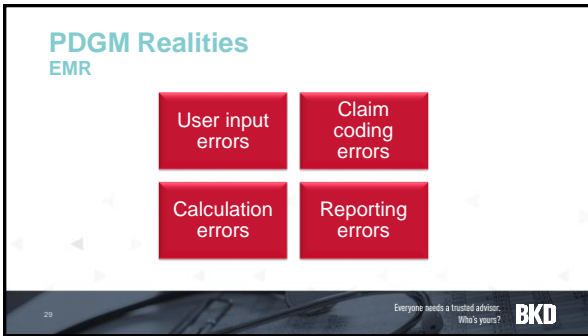 PDGM Realities
EMR
User input
errors
Claim
coding
errors
Calculation
errors
Reporting
errors
29
Everyone needs a trusted advisor.
Who's yours?
BKD